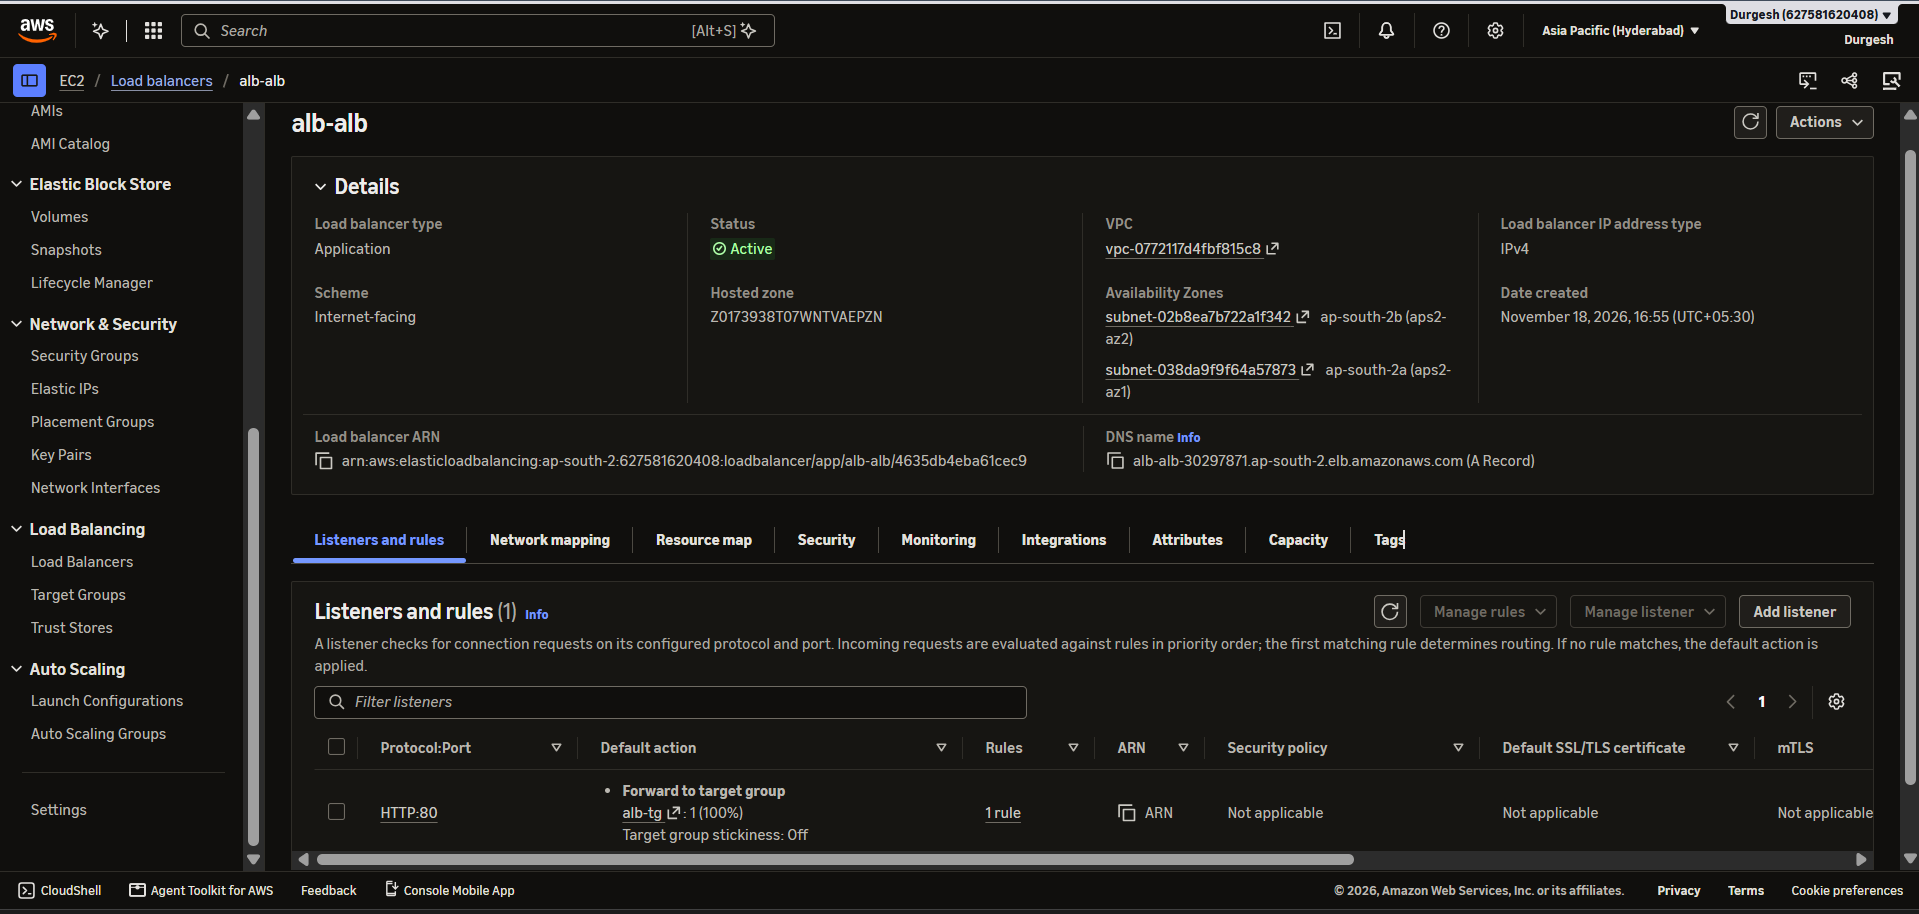 aws
Search [Alt+S]
Asia Pacific (Hyderabad) ▼
Durgesh (627581620408) ▼
Durgesh
EC2 / Load balancers / alb-alb
AMIs
AMI Catalog
Elastic Block Store
Volumes
Snapshots
Lifecycle Manager
Network & Security
Security Groups
Elastic IPs
Placement Groups
Key Pairs
Network Interfaces
Load Balancing
Load Balancers
Target Groups
Trust Stores
Auto Scaling
Launch Configurations
Auto Scaling Groups
Settings
alb-alb
Actions
Details
Load balancer type
Application
Status
Active
VPC
vpc-0772117d4fbf815c8
Load balancer IP address type
IPv4
Scheme
Internet-facing
Hosted zone
Z0173938T07WNTVAEPZN
Availability Zones
subnet-02b8ea7b722a1f342 ap-south-2b (aps2-
az2)
subnet-038da9f9f64a57873 ap-south-2a (aps2-
az1)
Date created
November 18, 2026, 16:55 (UTC+05:30)
Load balancer ARN
arn:aws:elasticloadbalancing:ap-south-2:627581620408:loadbalancer/app/alb-alb/4635db4eba61cec9
DNS name Info
alb-alb-30297871.ap-south-2.elb.amazonaws.com (A Record)
Listeners and rules Network mapping Resource map Security Monitoring Integrations Attributes Capacity Tags
Listeners and rules (1) Info
Manage rules Manage listener Add listener
A listener checks for connection requests on its configured protocol and port. Incoming requests are evaluated against rules in priority order; the first matching rule determines routing. If no rule matches, the default action is
applied.
Filter listeners
1
Protocol:Port Default action Rules ARN Security policy Default SSL/TLS certificate mTLS
• Forward to target group
HTTP:80 alb-tg : 1 (100%) 1 rule ARN Not applicable Not applicable Not applicable
Target group stickiness: Off
CloudShell Agent Toolkit for AWS Feedback Console Mobile App
© 2026, Amazon Web Services, Inc. or its affiliates. Privacy Terms Cookie preferences